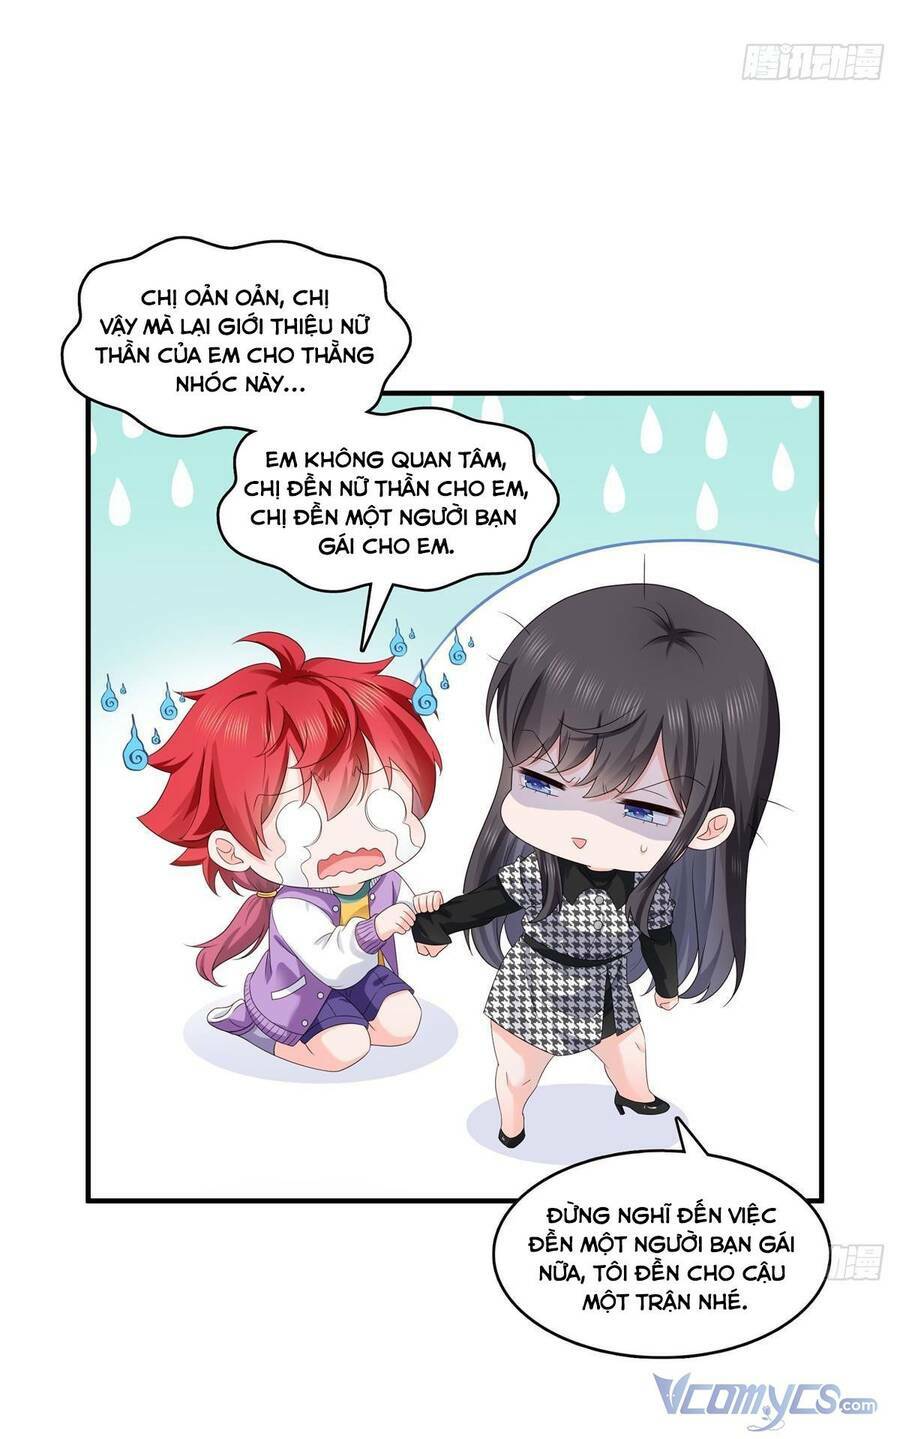 腾讯动漫
CHỊ OẢN OẢN, CHỊ
VẬY MÀ LẠI GIỚI THIỆU NỮ
THẦN CỦA EM CHO THẰNG
NHÓC NÀY...
EM KHÔNG QUAN TÂM,
CHỊ ĐỀN NỮ THẦN CHO EM,
CHỊ ĐỀN MỘT NGƯỜI BẠN
GÁI CHO EM.
ĐỪNG NGHĨ ĐẾN VIỆC
ĐỀN MỘT NGƯỜI BẠN GÁI
NỮA, TÔI ĐỀN CHO CẬU
MỘT TRẬN NHÉ.
动漫
VCOMYCS.com